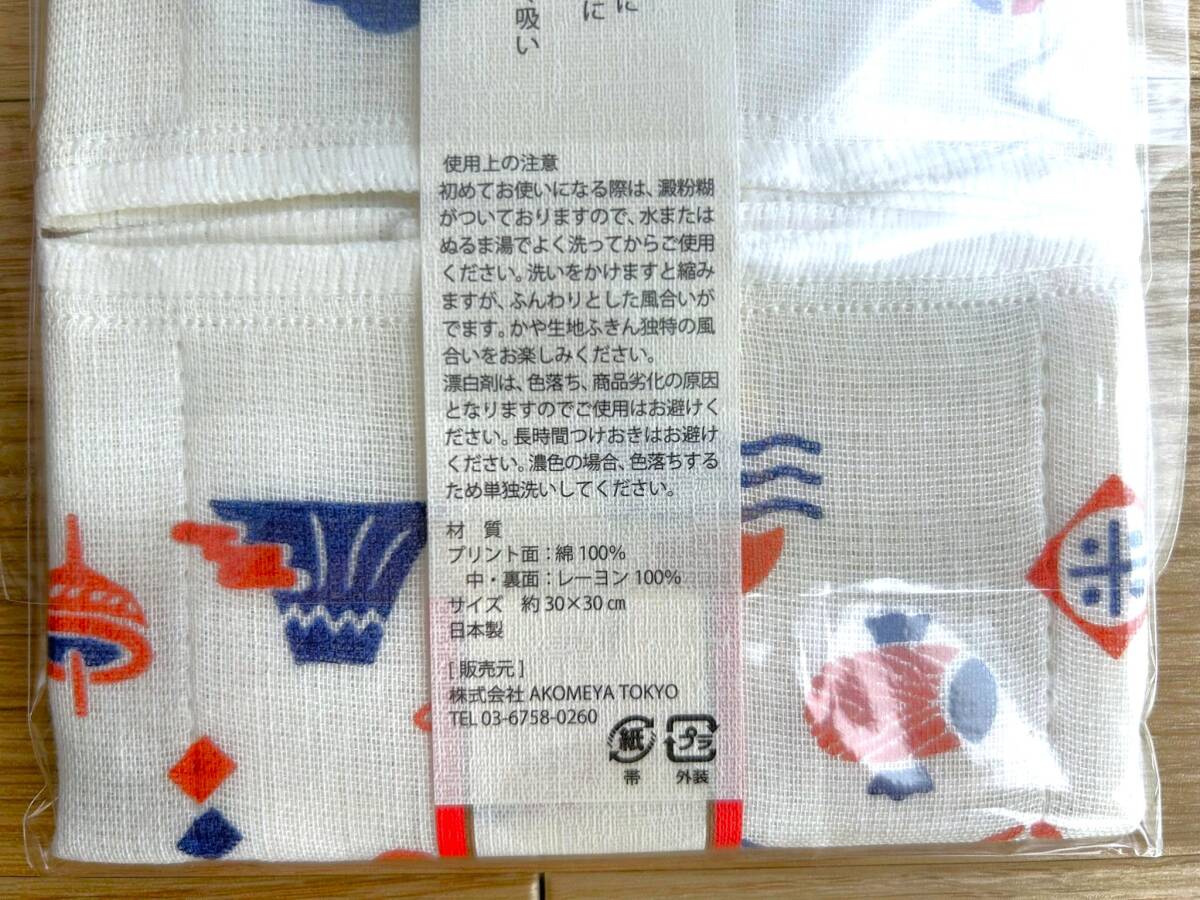 に
に
吸い
使用上の注意
初めてお使いになる際は、澱粉糊
がついておりますので、水または
ぬるま湯でよく洗ってからご使用
ください。洗いをかけますと縮み
ますが、ふんわりとした風合いが
でます。かや生地ふきん独特の風
合いをお楽しみください。
漂白剤は、色落ち、商品劣化の原因
となりますのでご使用はお避けく
ださい。長時間つけおきはお避け
ください。濃色の場合、色落ちする
ため単独洗いしてください。
材 質
プリント面：綿100%
中・裏面：レーヨン100%
サイズ 約30×30㎝
日本製
[ 販売元 ]
株式会社 AKOMEYA TOKYO
TEL 03-6758-0260
紙 プラ
帯 外装
米